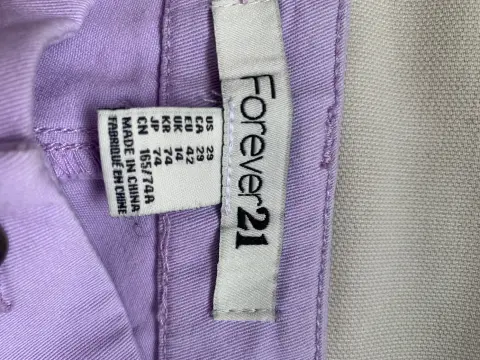 Forever21
US 29
CA 29
EU 42
UK 14
KR 74
JP 74
CN 165/74A
MADE IN CHINA
FABRIQUÉ EN CHINE